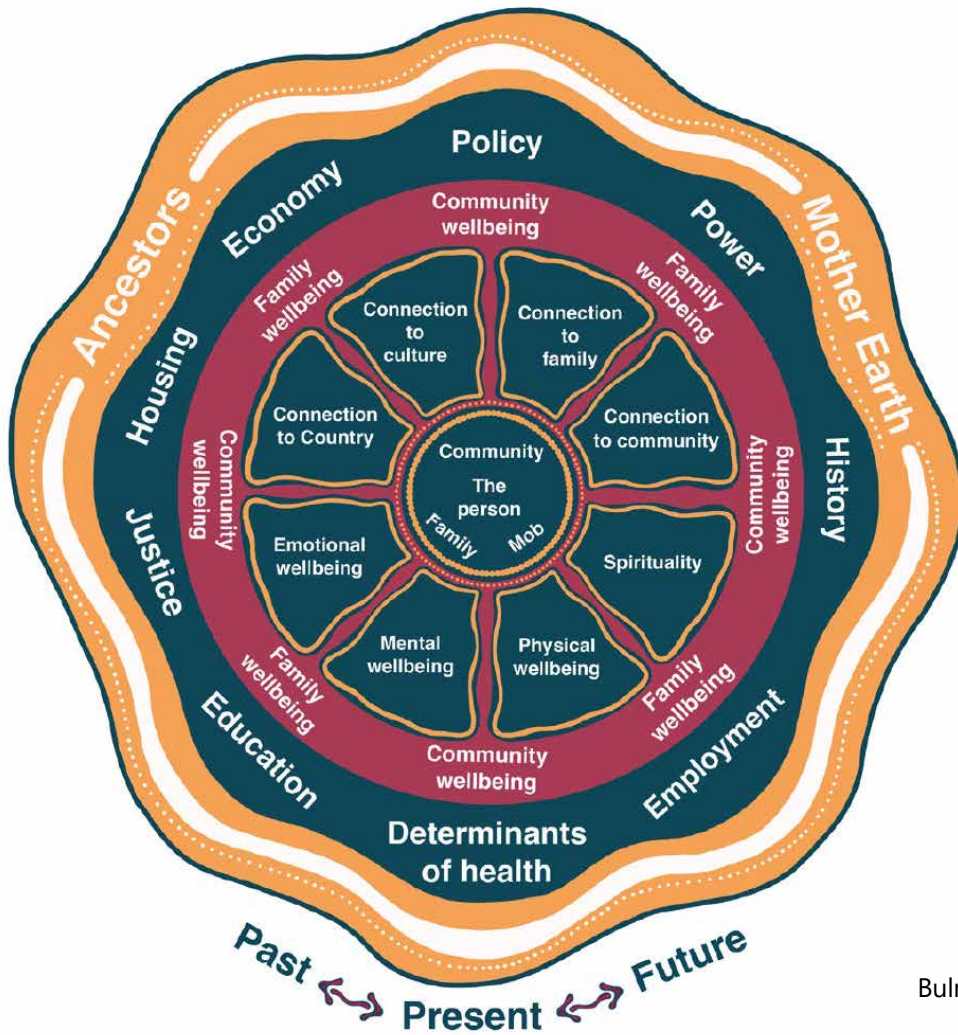 Ancestors
Mother Earth
Policy
Power
History
Employment
Determinants
of health
Education
Justice
Housing
Economy
Community
wellbeing
Family
wellbeing
Community
wellbeing
Family
wellbeing
Community
wellbeing
Family
wellbeing
Community
wellbeing
Family
wellbeing
Connection
to
culture
Connection
to
family
Connection
to community
Spirituality
Physical
wellbeing
Mental
wellbeing
Emotional
wellbeing
Connection
to Country
Community
The
person
Family
Mob
Past
Present
Future